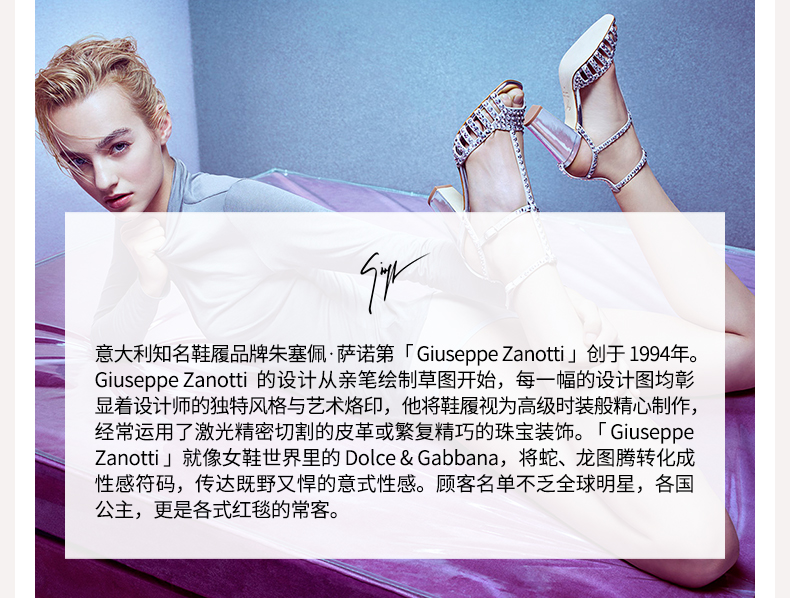 意大利知名鞋履品牌朱塞佩·萨诺第「 Giuseppe Zanotti 」创于 1994年。
Giuseppe Zanotti 的设计从亲笔绘制草图开始，每一幅的设计图均彰
显着设计师的独特风格与艺术烙印，他将鞋履视为高级时装般精心制作，
经常运用了激光精密切割的皮革或繁复精巧的珠宝装饰。「 Giuseppe
Zanotti 」就像女鞋世界里的 Dolce & Gabbana，将蛇、龙图腾转化成
性感符码，传达既野又悍的意式性感。顾客名单不乏全球明星，各国
公主，更是各式红毯的常客。